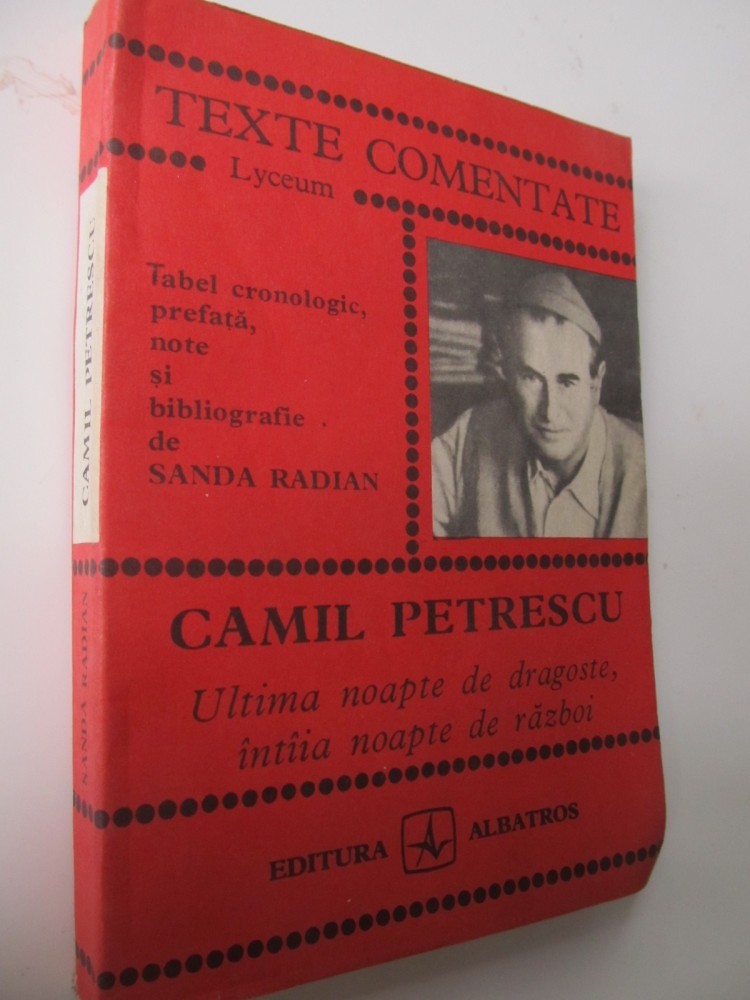 TEXTE COMENTATE
Lyceum
Tabel cronologic,
prefață,
note
și
bibliografie
de
SANDA RADIAN
CAMIL PETRESCU
Ultima noapte de dragoste,
întîia noapte de război
EDITURA ALBATROS
CAMIL PETRESCU
SANDA RADIAN